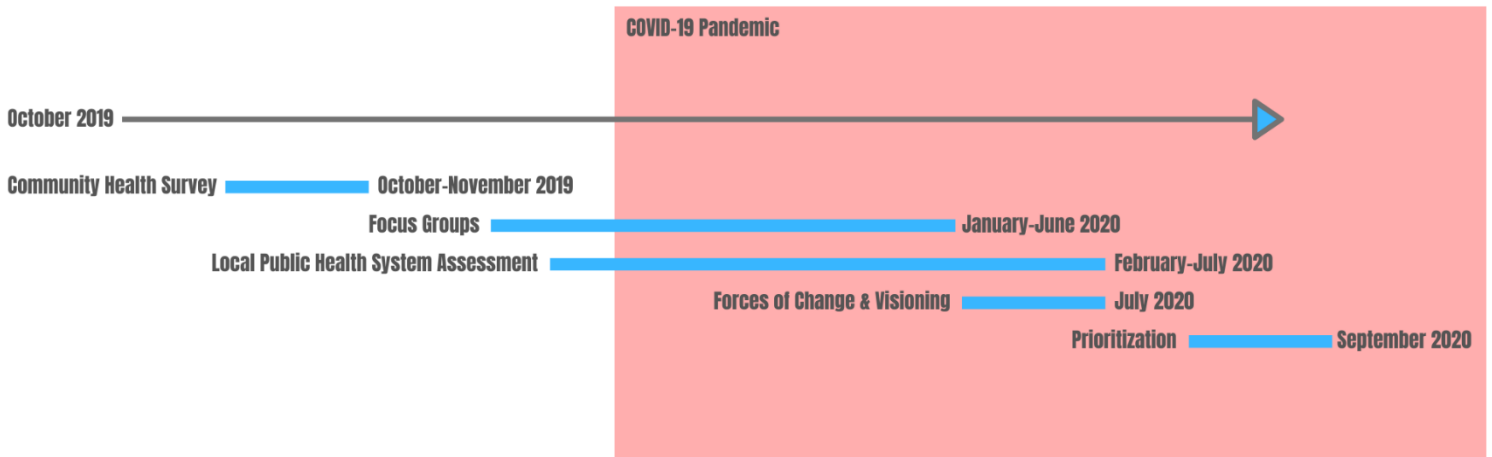 COVID-19 Pandemic
October 2019
Community Health Survey October-November 2019
Focus Groups January-June 2020
Local Public Health System Assessment February-July 2020
Forces of Change & Visioning July 2020
Prioritization September 2020